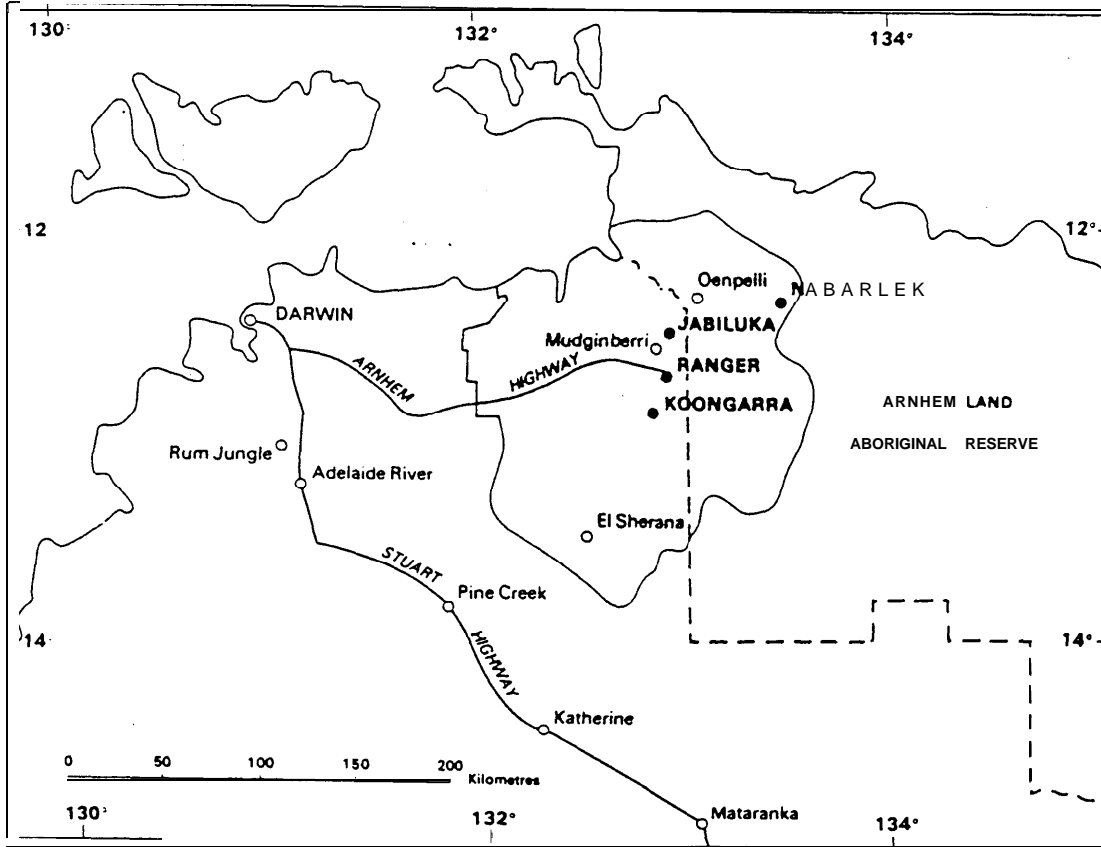 130°
132°
134°
12
12°
Oenpelli
NABARLEK
DARWIN
JABILUKA
Mudginberri
RANGER
ARNHEM HIGHWAY
KOONGARRA
ARNHEM LAND
ABORIGINAL RESERVE
Rum Jungle
Adelaide River
El Sherana
STUART HIGHWAY
Pine Creek
14
14°
Katherine
0 50 100 150 200
Kilometres
Mataranka
130°
132°
134°